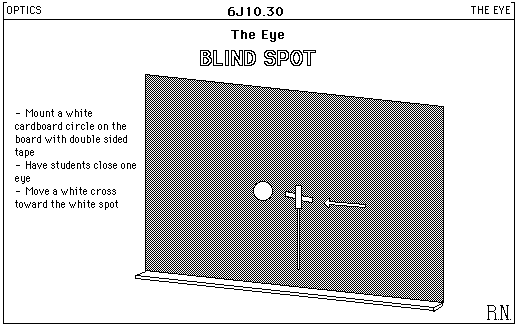 OPTICS
6J10.30
THE EYE
The Eye
BLIND SPOT
- Mount a white
cardboard circle on the
board with double sided
tape
- Have students close one
eye
- Move a white cross
toward the white spot
R.N.